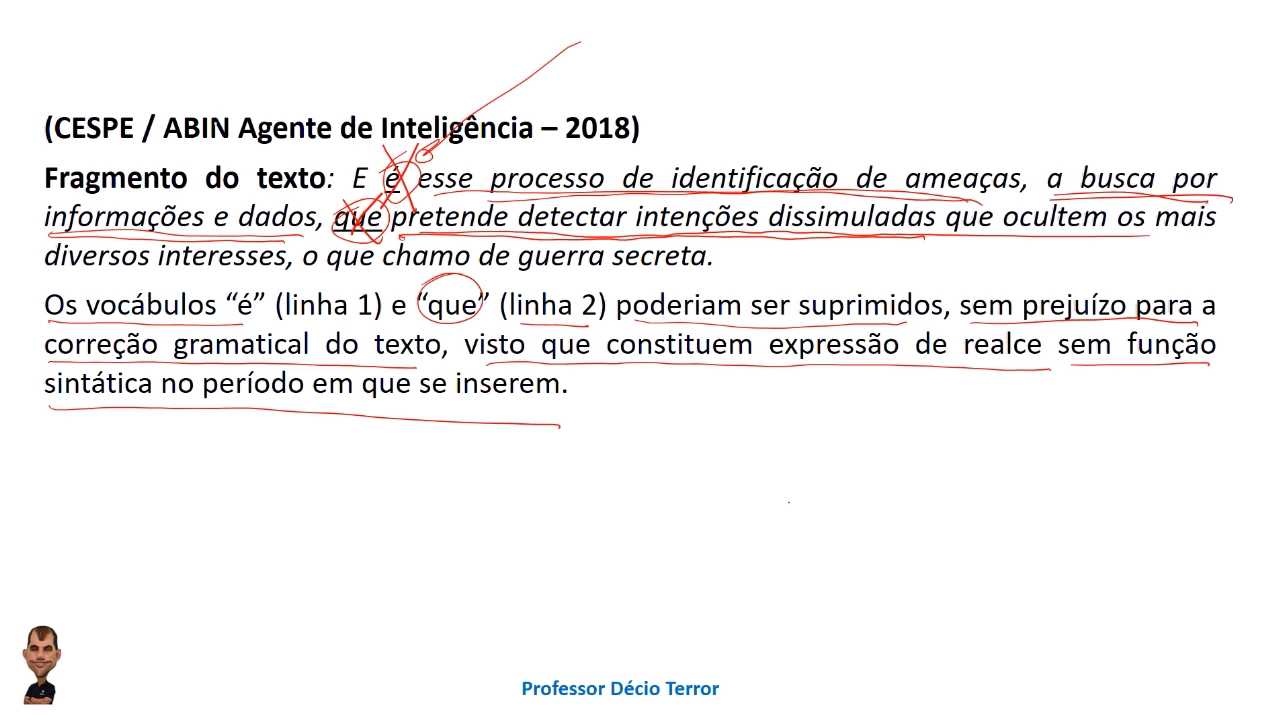 (CESPE / ABIN Agente de Inteligência – 2018)
Fragmento do texto: E é esse processo de identificação de ameaças, a busca por
informações e dados, que pretende detectar intenções dissimuladas que ocultem os mais
diversos interesses, o que chamo de guerra secreta.
Os vocábulos “é” (linha 1) e “que” (linha 2) poderiam ser suprimidos, sem prejuízo para a
correção gramatical do texto, visto que constituem expressão de realce sem função
sintática no período em que se inserem.
Professor Décio Terror